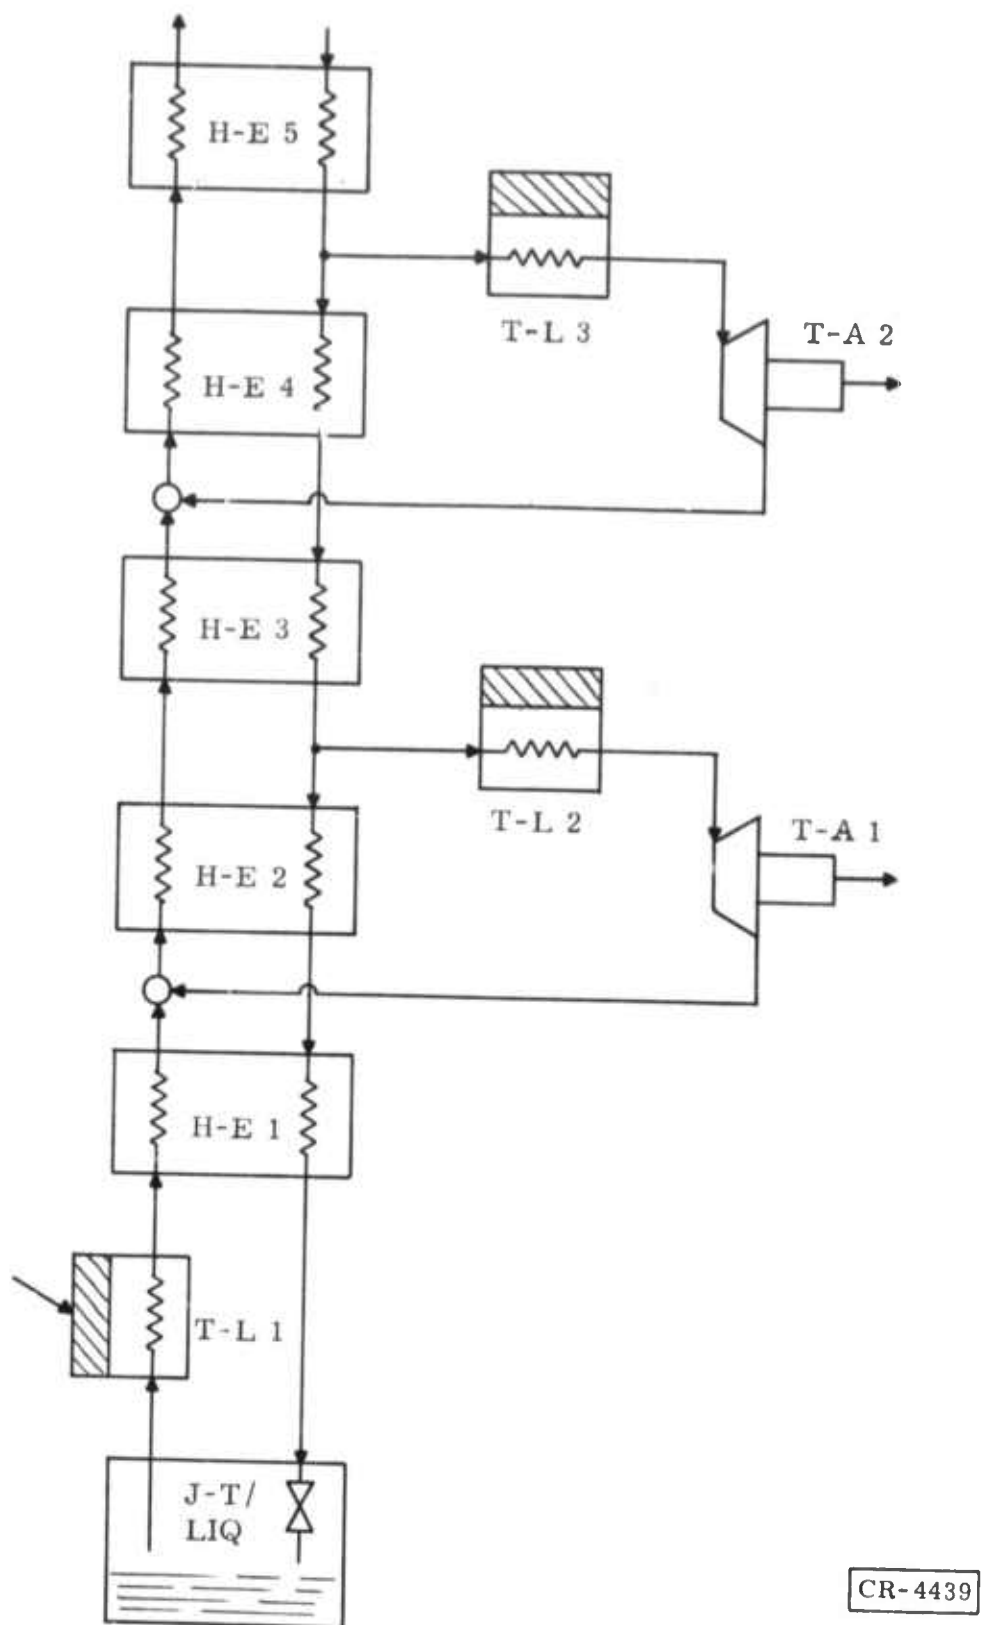 H-E 5
T-L 3
T-A 2
H-E 4
H-E 3
T-L 2
T-A 1
H-E 2
H-E 1
T-L 1
J-T/
LIQ
CR-4439